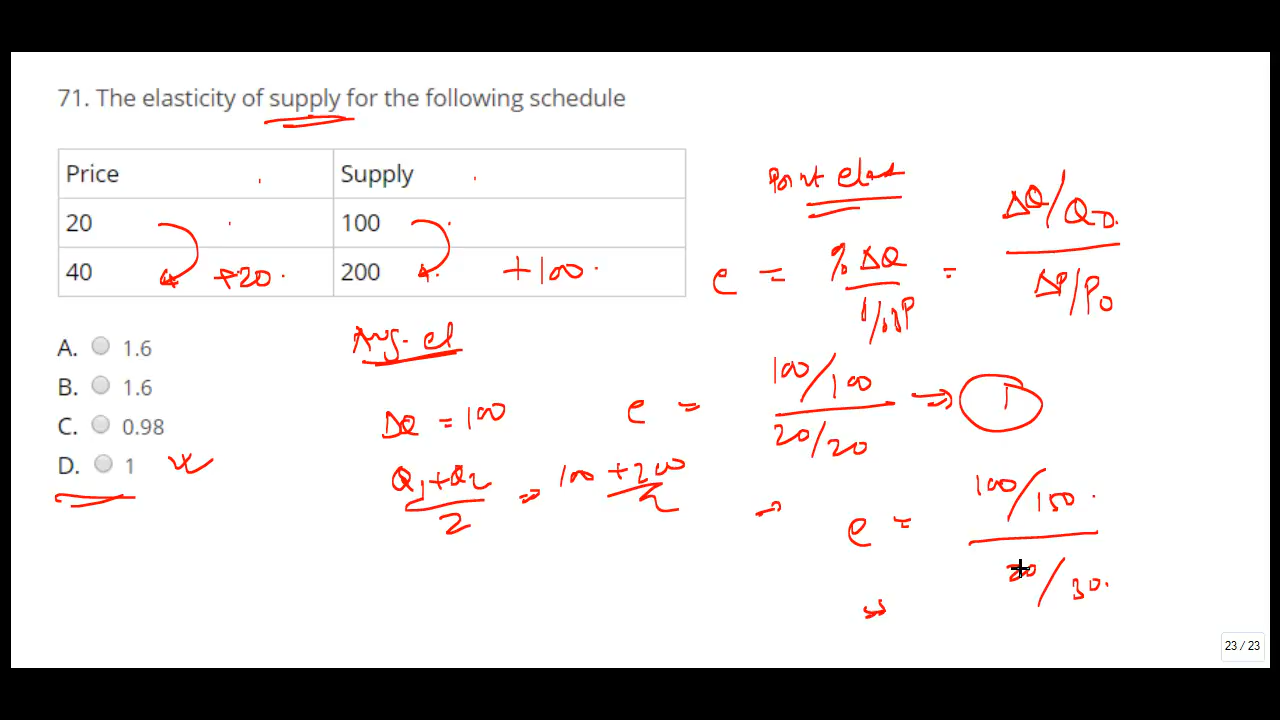 71. The elasticity of supply for the following schedule
Price Supply
20 100
40 +20 200 +100
A. 1.6
B. 1.6
C. 0.98
D. 1
Point elast
e = % ΔQ / % ΔP = ΔQ/Q0 / ΔP/P0
e = 100/100 / 20/20 ⇒ 1
Avg. el
ΔQ = 100
Q1+Q2 / 2 ⇒ 100 + 200 / 2
⇒ e = 100/150 / 20/30
⇒
23 / 23